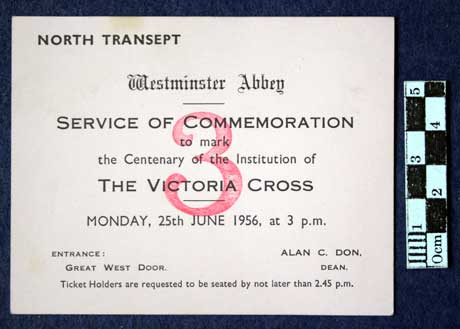 NORTH TRANSEPT
Westminster Abbey
SERVICE OF COMMEMORATION
to mark
the Centenary of the Institution of
THE VICTORIA CROSS
3
MONDAY, 25th JUNE 1956, at 3 p.m.
ENTRANCE:
GREAT WEST DOOR.
ALAN C. DON,
DEAN.
Ticket Holders are requested to be seated by not later than 2.45 p.m.
5
4
3
2
1
0cm